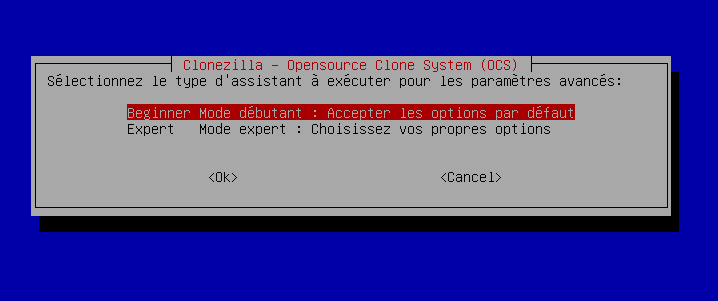 Clonezilla - Opensource Clone System (OCS)
Sélectionnez le type d'assistant à exécuter pour les paramètres avancés:
Beginner Mode débutant : Accepter les options par défaut
Expert   Mode expert : Choisissez vos propres options
<Ok> <Cancel>